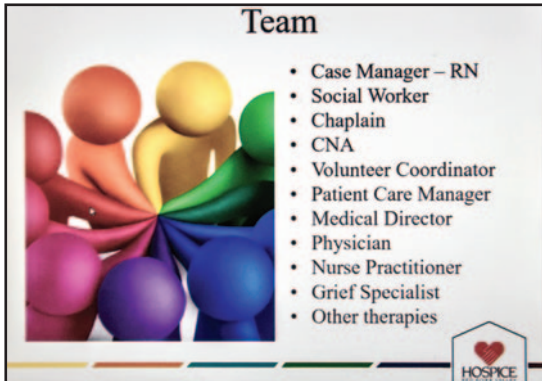 Team
• Case Manager – RN
• Social Worker
• Chaplain
• CNA
• Volunteer Coordinator
• Patient Care Manager
• Medical Director
• Physician
• Nurse Practitioner
• Grief Specialist
• Other therapies
HOSPICE